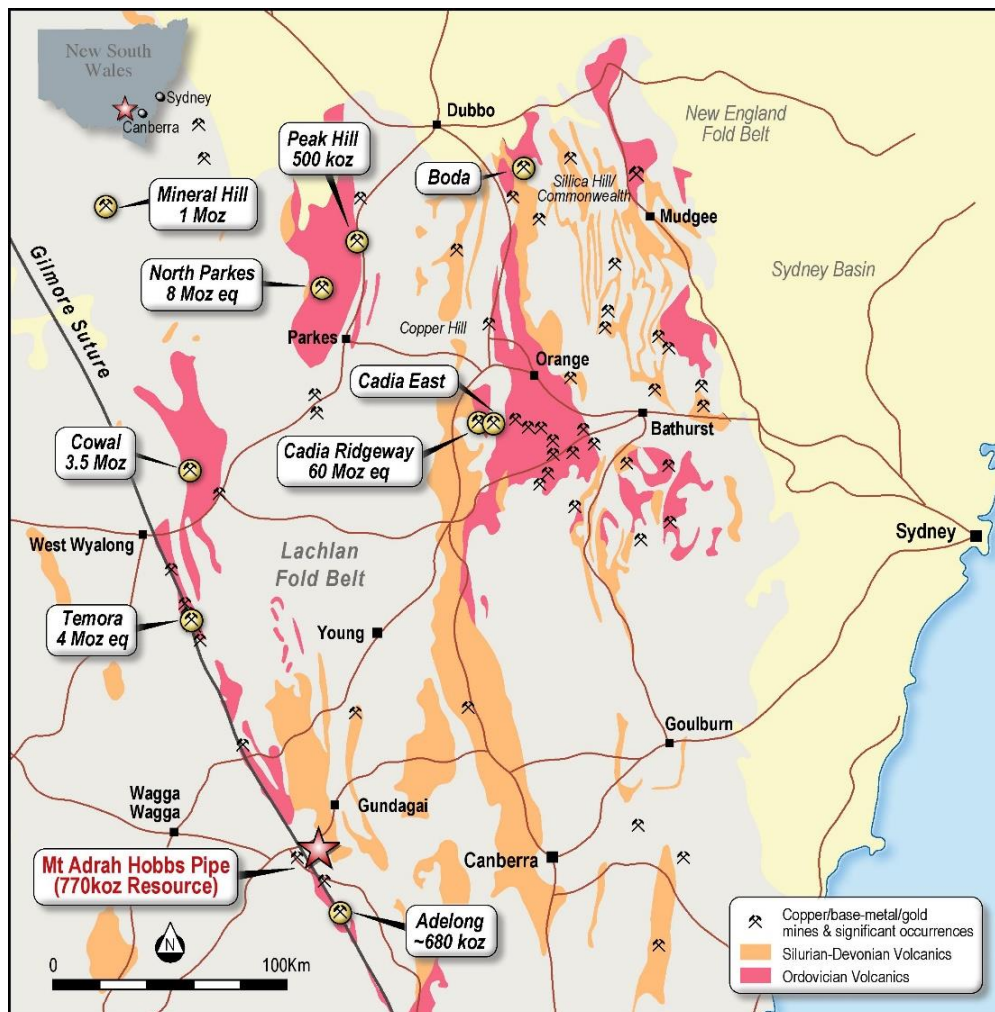 New South
Wales
Sydney
Canberra
Dubbo
New England
Fold Belt
Peak Hill
500 koz
Boda
Sillica Hill/
Commonwealth
Mineral Hill
1 Moz
Mudgee
Gilmore Suture
North Parkes
8 Moz eq
Sydney Basin
Parkes
Copper Hill
Orange
Cadia East
Bathurst
Cowal
3.5 Moz
Cadia Ridgeway
60 Moz eq
West Wyalong
Sydney
Lachlan
Fold Belt
Temora
4 Moz eq
Young
Goulburn
Wagga
Wagga
Gundagai
Canberra
Mt Adrah Hobbs Pipe
(770koz Resource)
Adelong
~680 koz
N
0 100Km
Copper/base-metal/gold
mines & significant occurrences
Silurian-Devonian Volcanics
Ordovician Volcanics